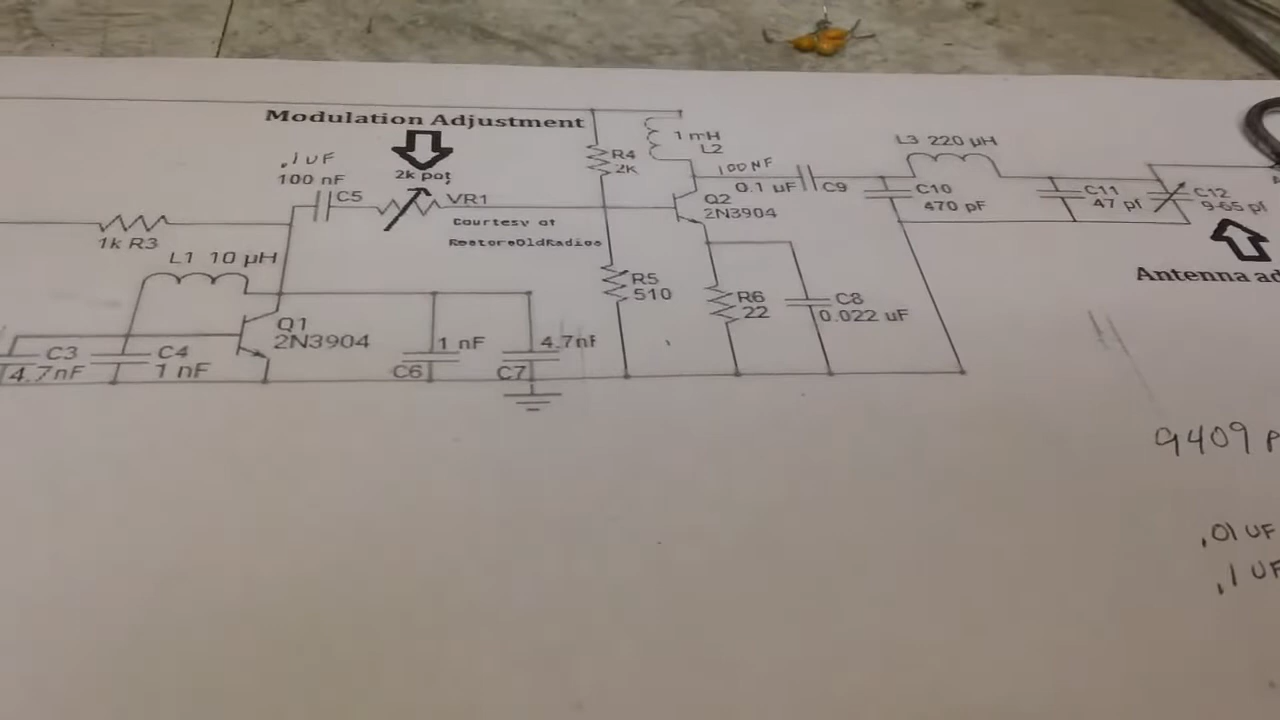 Modulation Adjustment
.1 UF
100 nF
C5
2k pot
VR1
Courtesy of
RestoreOldRadios
1k R3
L1 10 µH
Q1
2N3904
C3
4.7nF
C4
1 nF
1 nF
C6
4.7nF
C7
R4
2K
1 mH
L2
100NF
0.1 uF
C9
Q2
2N3904
R5
510
R6
22
C8
0.022 uF
L3 220 µH
C10
470 pF
C11
47 pf
C12
9-65 pf
Antenna ad
9409 P
.01 UF
.1 UF